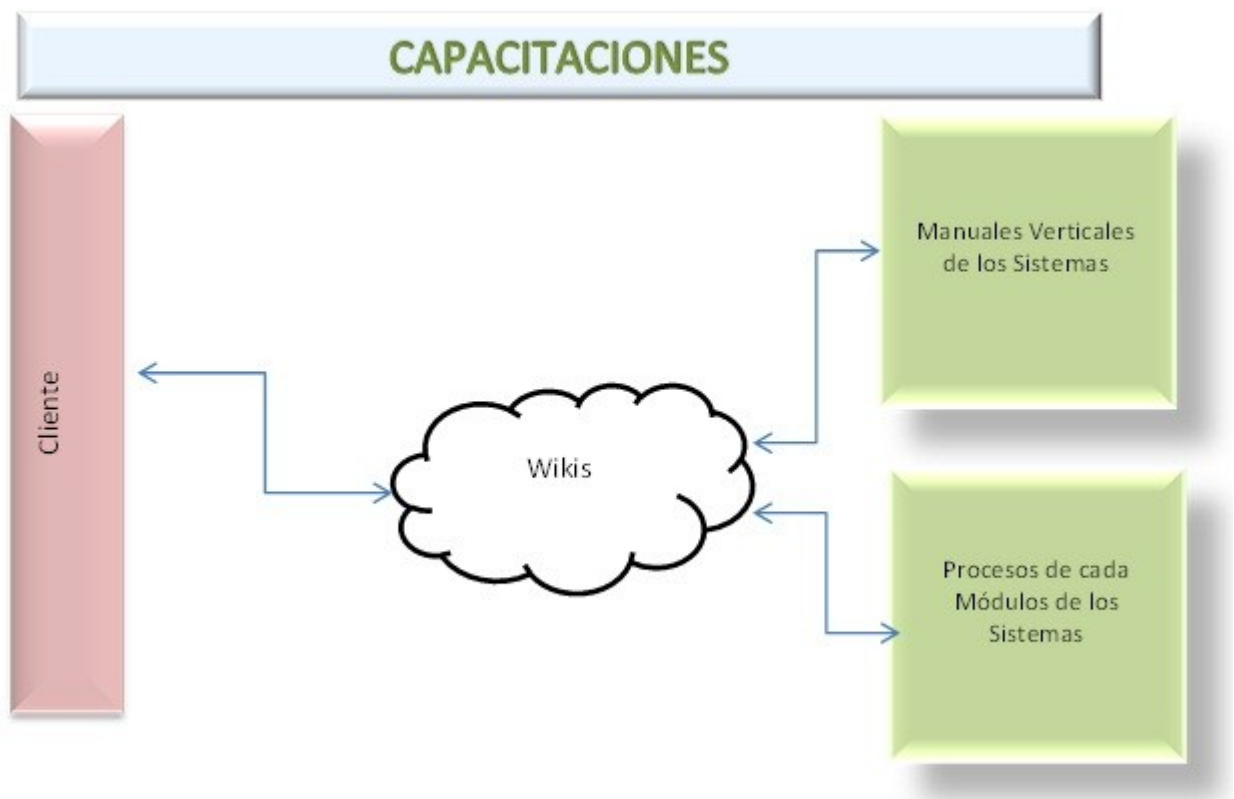 CAPACITACIONES
Cliente
Wikis
Manuales Verticales
de los Sistemas
Procesos de cada
Módulos de los
Sistemas